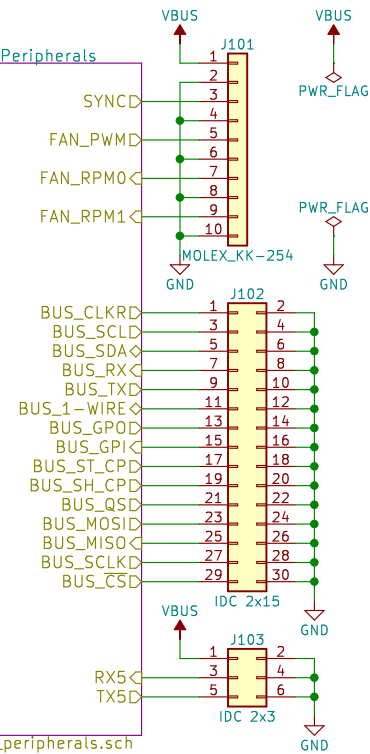 VBUS
VBUS
J101
Peripherals
1
2
PWR_FLAG
SYNC 3
4
FAN_PWM 5
6
FAN_RPM0 7
8
PWR_FLAG
FAN_RPM1 9
10
MOLEX_KK-254
GND
GND
J102
BUS_CLKR 1 2
BUS_SCL 3 4
BUS_SDA 5 6
BUS_RX 7 8
BUS_TX 9 10
BUS_1-WIRE 11 12
BUS_GPO 13 14
BUS_GPI 15 16
BUS_ST_CP 17 18
BUS_SH_CP 19 20
BUS_QS 21 22
BUS_MOSI 23 24
BUS_MISO 25 26
BUS_SCLK 27 28
BUS_CS 29 30
IDC 2x15
VBUS
GND
J103
1 2
RX5 3 4
TX5 5 6
IDC 2x3
GND
_peripherals.sch